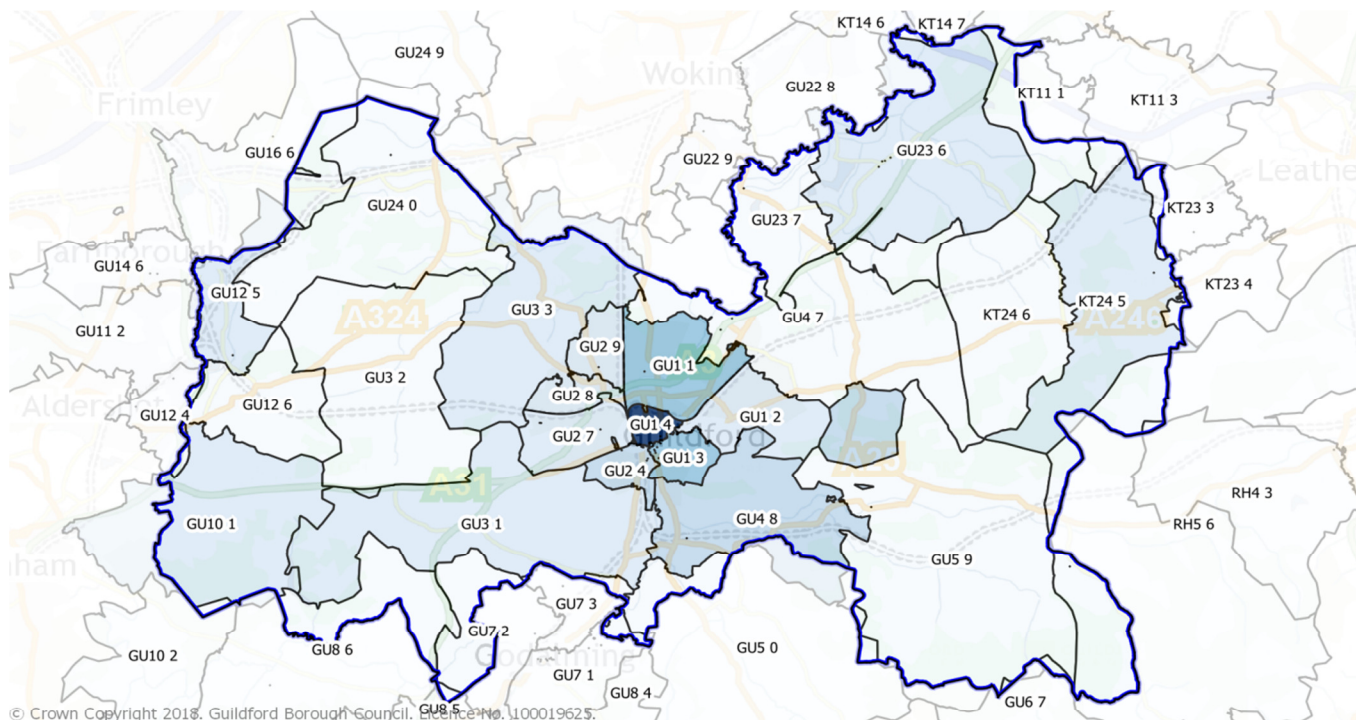 KT14 6
KT14 7
GU24 9
Woking
GU22 8
KT11 1
KT11 3
Frimley
GU16 6
GU22 9
GU23 6
Leathe
GU24 0
GU23 7
KT23 3
Farnborough
GU14 6
GU12 5
KT23 4
GU3 3
KT24 5
GU11 2
A324
GU4 7
KT24 6
A246
GU2 9
GU1 1
GU3 2
GU2 8
GU12 6
Aldershot
GU12 4
GU1 4
GU1 2
Guildford
GU2 7
GU1 3
A25
GU2 4
A31
RH4 3
GU10 1
GU3 1
GU4 8
RH5 6
GU5 9
nham
GU7 3
GU7 2
GU8 6
GU5 0
GU10 2
Godalming
GU7 1
GU8 4
GU6 7
GU8 5
© Crown Copyright 2018. Guildford Borough Council. Licence No. 100019625.